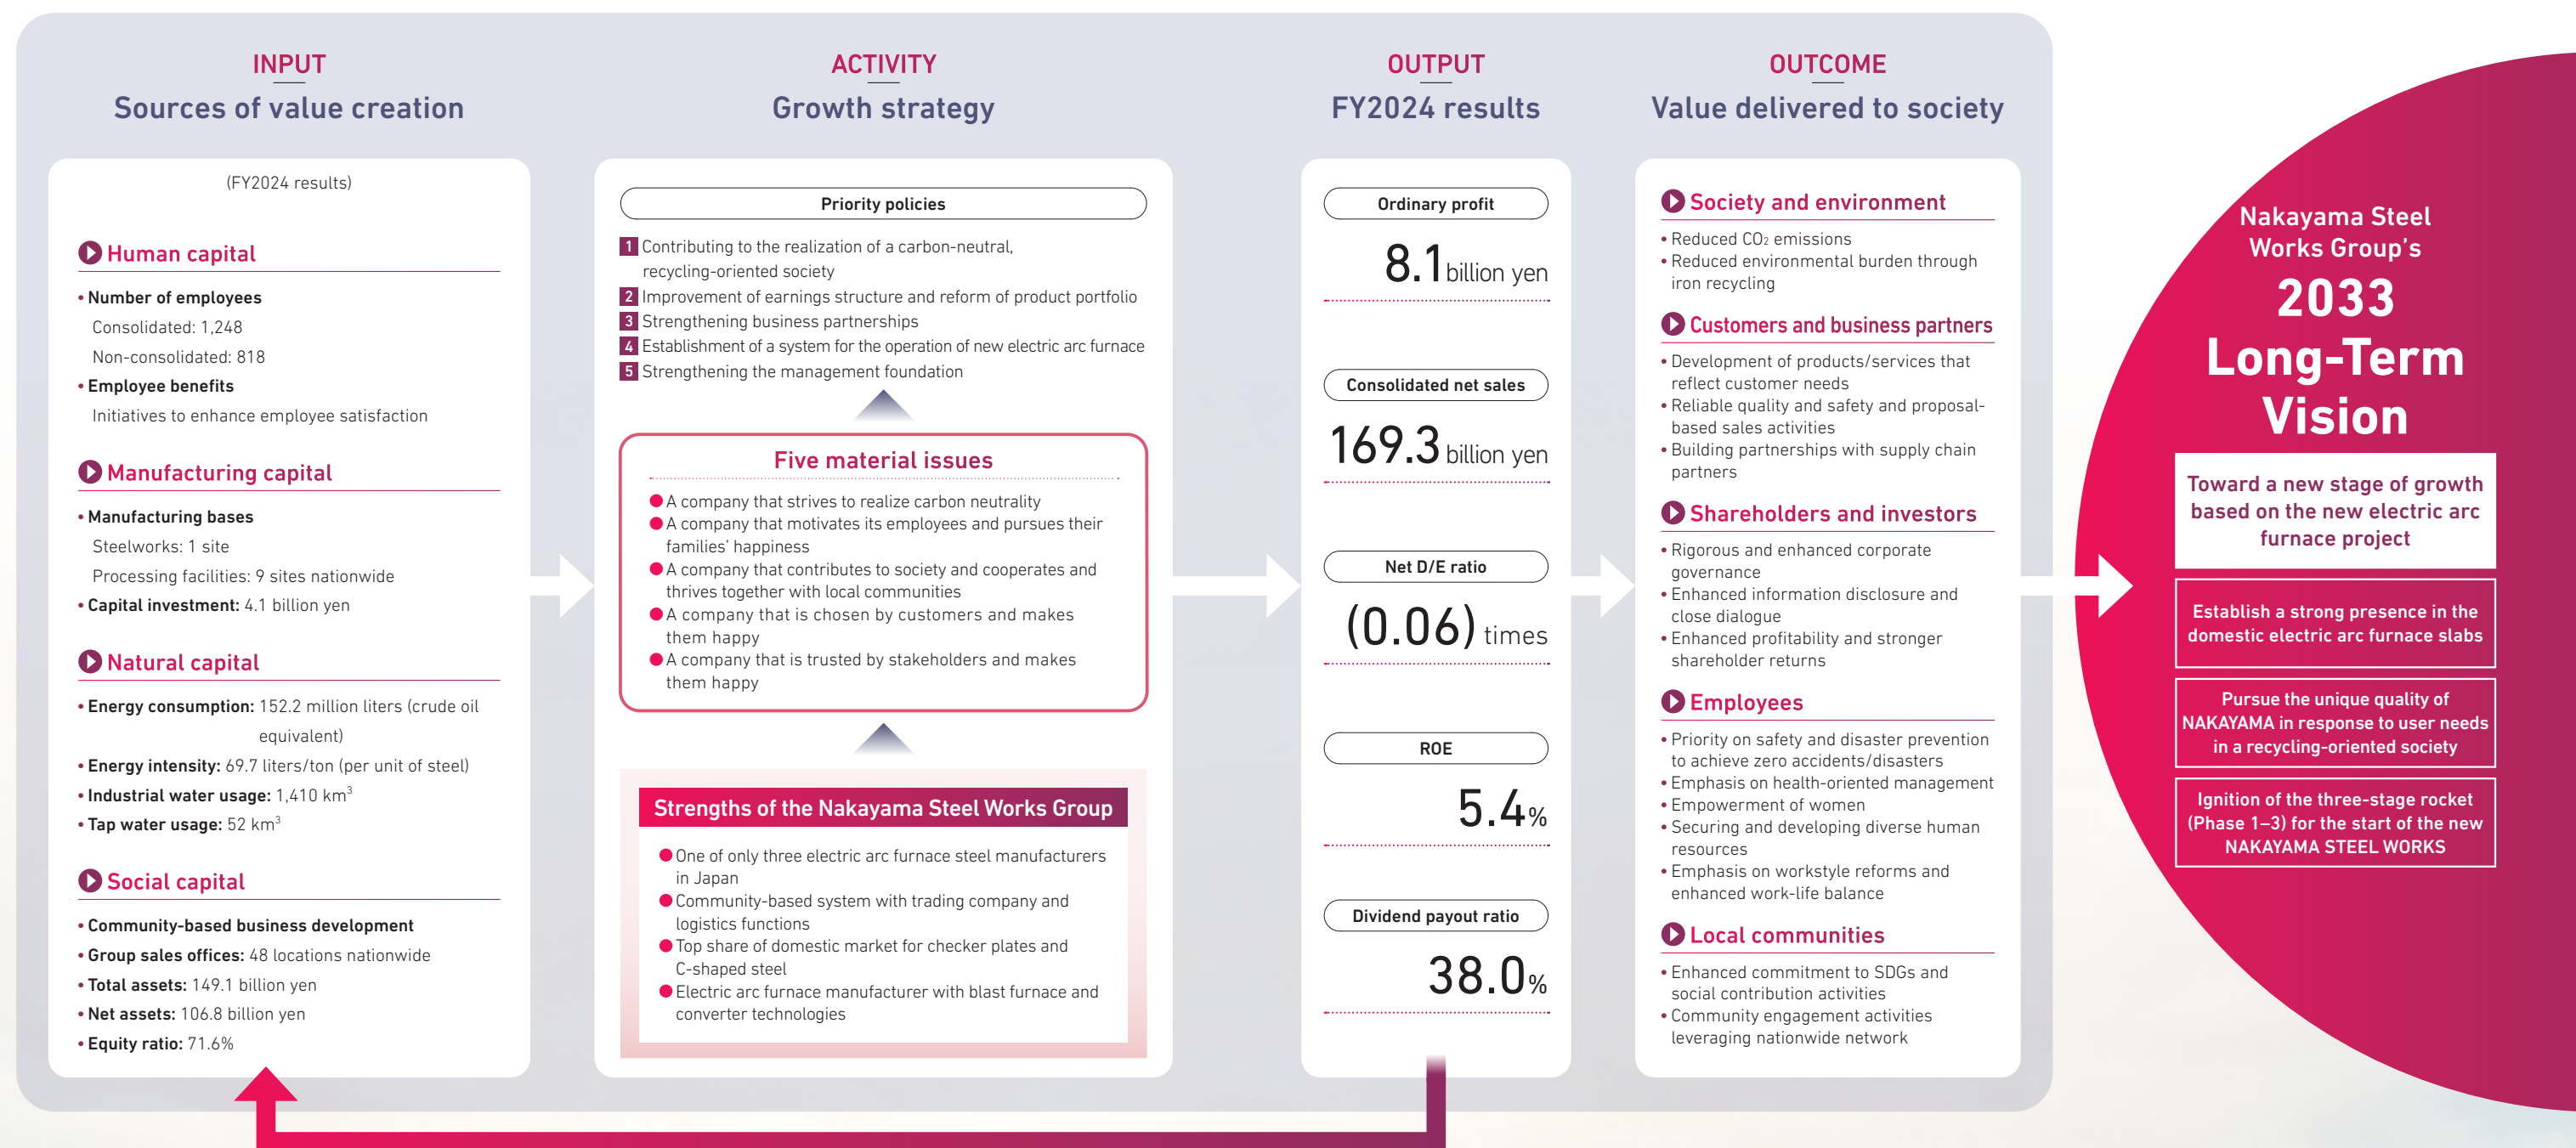 INPUT
Sources of value creation
(FY2024 results)
Human capital
• Number of employees
Consolidated: 1,248
Non-consolidated: 818
• Employee benefits
Initiatives to enhance employee satisfaction
Manufacturing capital
• Manufacturing bases
Steelworks: 1 site
Processing facilities: 9 sites nationwide
• Capital investment: 4.1 billion yen
Natural capital
• Energy consumption: 152.2 million liters (crude oil
equivalent)
• Energy intensity: 69.7 liters/ton (per unit of steel)
• Industrial water usage: 1,410 km³
• Tap water usage: 52 km³
Social capital
• Community-based business development
• Group sales offices: 48 locations nationwide
• Total assets: 149.1 billion yen
• Net assets: 106.8 billion yen
• Equity ratio: 71.6%
ACTIVITY
Growth strategy
Priority policies
1 Contributing to the realization of a carbon-neutral,
recycling-oriented society
2 Improvement of earnings structure and reform of product portfolio
3 Strengthening business partnerships
4 Establishment of a system for the operation of new electric arc furnace
5 Strengthening the management foundation
Five material issues
● A company that strives to realize carbon neutrality
● A company that motivates its employees and pursues their
families' happiness
● A company that contributes to society and cooperates and
thrives together with local communities
● A company that is chosen by customers and makes
them happy
● A company that is trusted by stakeholders and makes
them happy
Strengths of the Nakayama Steel Works Group
● One of only three electric arc furnace steel manufacturers
in Japan
● Community-based system with trading company and
logistics functions
● Top share of domestic market for checker plates and
C-shaped steel
● Electric arc furnace manufacturer with blast furnace and
converter technologies
OUTPUT
FY2024 results
Ordinary profit
8.1 billion yen
Consolidated net sales
169.3 billion yen
Net D/E ratio
(0.06) times
ROE
5.4%
Dividend payout ratio
38.0%
OUTCOME
Value delivered to society
Society and environment
• Reduced CO₂ emissions
• Reduced environmental burden through
iron recycling
Customers and business partners
• Development of products/services that
reflect customer needs
• Reliable quality and safety and proposal-
based sales activities
• Building partnerships with supply chain
partners
Shareholders and investors
• Rigorous and enhanced corporate
governance
• Enhanced information disclosure and
close dialogue
• Enhanced profitability and stronger
shareholder returns
Employees
• Priority on safety and disaster prevention
to achieve zero accidents/disasters
• Emphasis on health-oriented management
• Empowerment of women
• Securing and developing diverse human
resources
• Emphasis on workstyle reforms and
enhanced work-life balance
Local communities
• Enhanced commitment to SDGs and
social contribution activities
• Community engagement activities
leveraging nationwide network
Nakayama Steel
Works Group's
2033
Long-Term
Vision
Toward a new stage of growth
based on the new electric arc
furnace project
Establish a strong presence in the
domestic electric arc furnace slabs
Pursue the unique quality of
NAKAYAMA in response to user needs
in a recycling-oriented society
Ignition of the three-stage rocket
(Phase 1–3) for the start of the new
NAKAYAMA STEEL WORKS